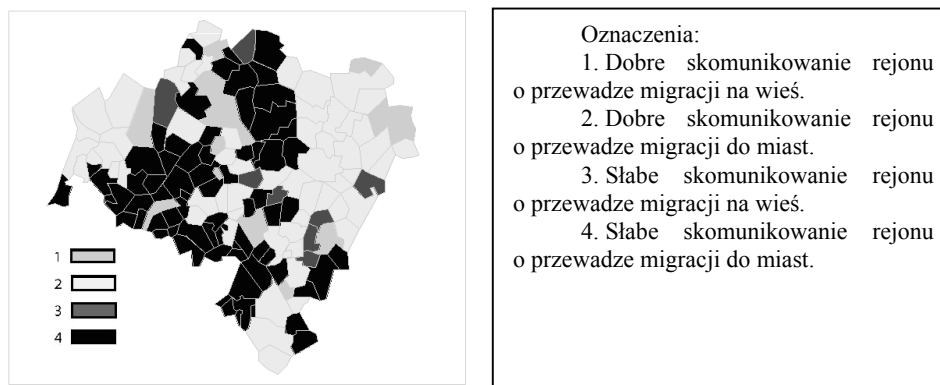 1
2
3
4
Oznaczenia:
1. Dobre skomunikowanie rejonu
o przewadze migracji na wieś.
2. Dobre skomunikowanie rejonu
o przewadze migracji do miast.
3. Słabe skomunikowanie rejonu
o przewadze migracji na wieś.
4. Słabe skomunikowanie rejonu
o przewadze migracji do miast.